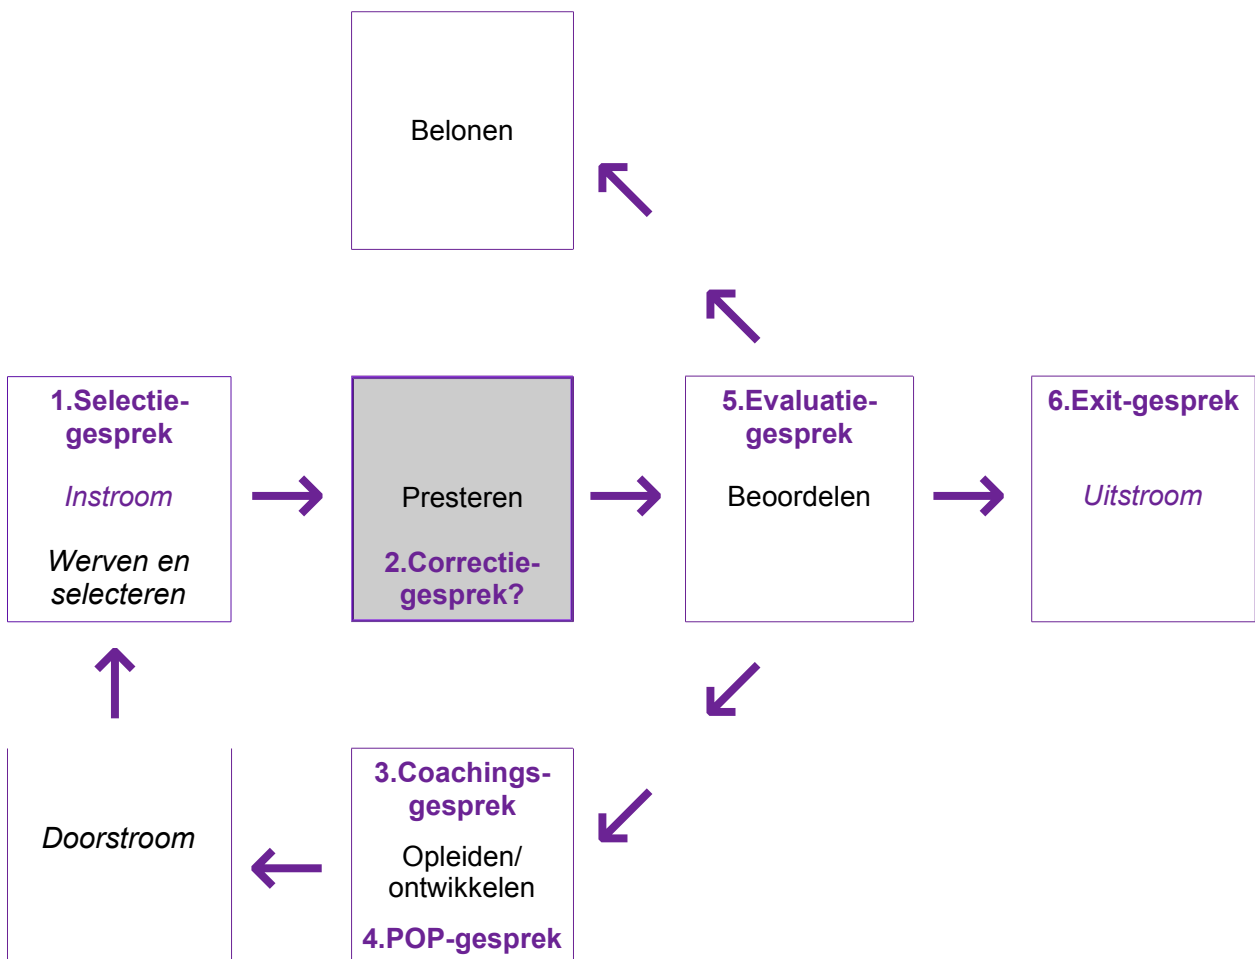 Belonen
1.Selectie-
gesprek
Instroom
Werven en
selecteren
Presteren
2.Correctie-
gesprek?
5.Evaluatie-
gesprek
Beoordelen
6.Exit-gesprek
Uitstroom
Doorstroom
3.Coachings-
gesprek
Opleiden/
ontwikkelen
4.POP-gesprek